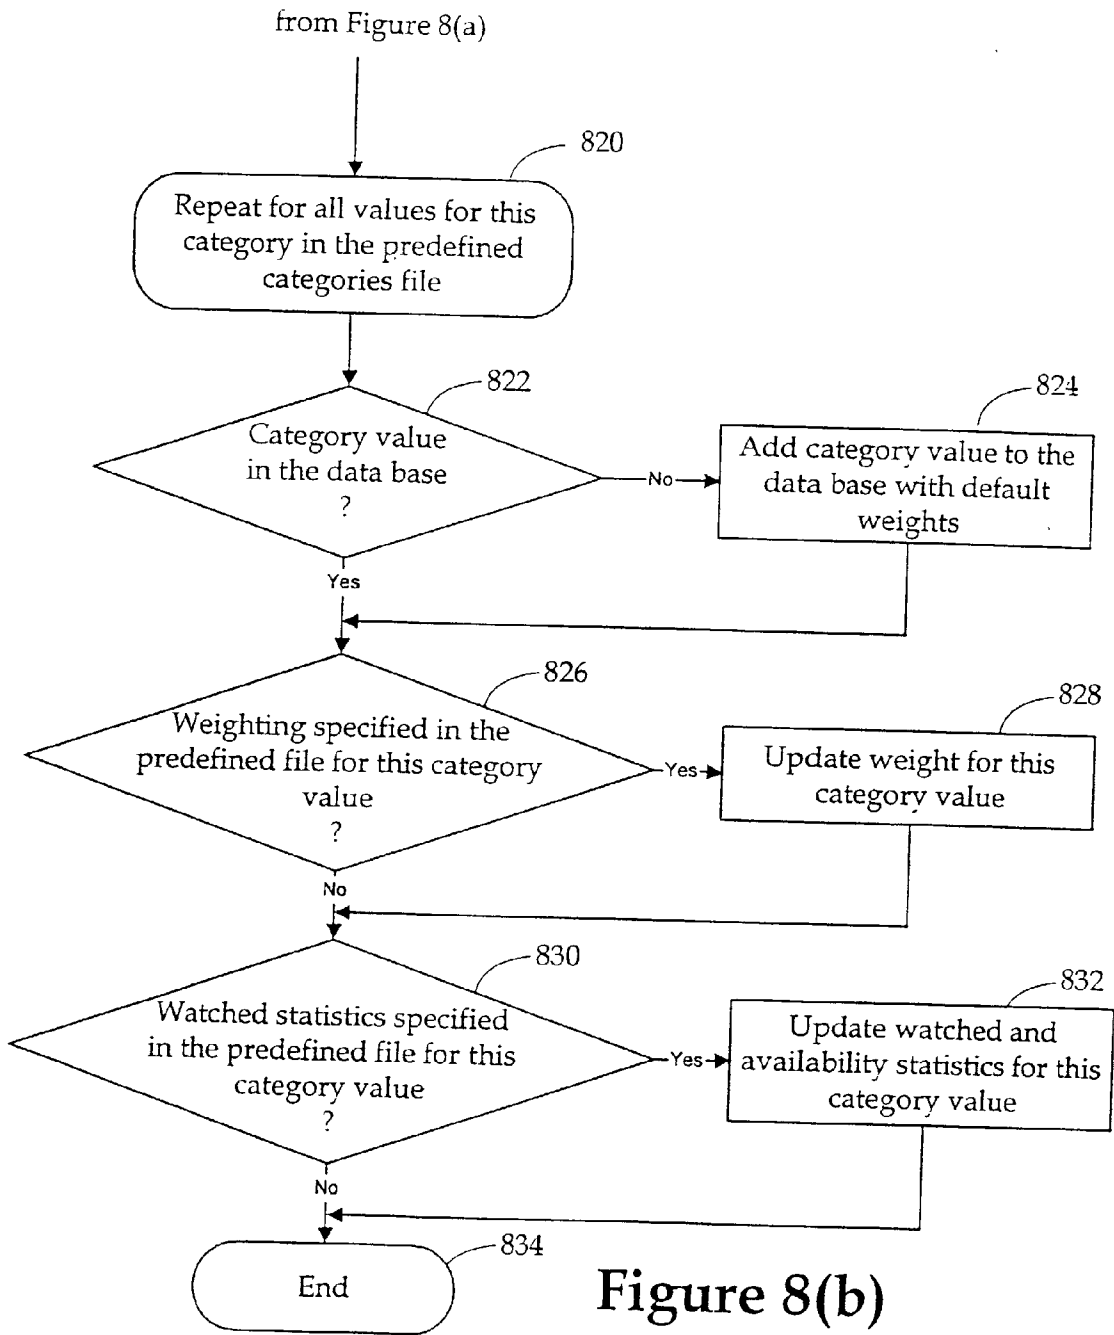 from Figure 8(a)
820
Repeat for all values for this
category in the predefined
categories file
822
Category value
in the data base
?
No
824
Add category value to the
data base with default
weights
Yes
826
Weighting specified in the
predefined file for this category
value
?
Yes
828
Update weight for this
category value
No
830
Watched statistics specified
in the predefined file for this
category value
?
Yes
832
Update watched and
availability statistics for this
category value
No
834
End
Figure 8(b)